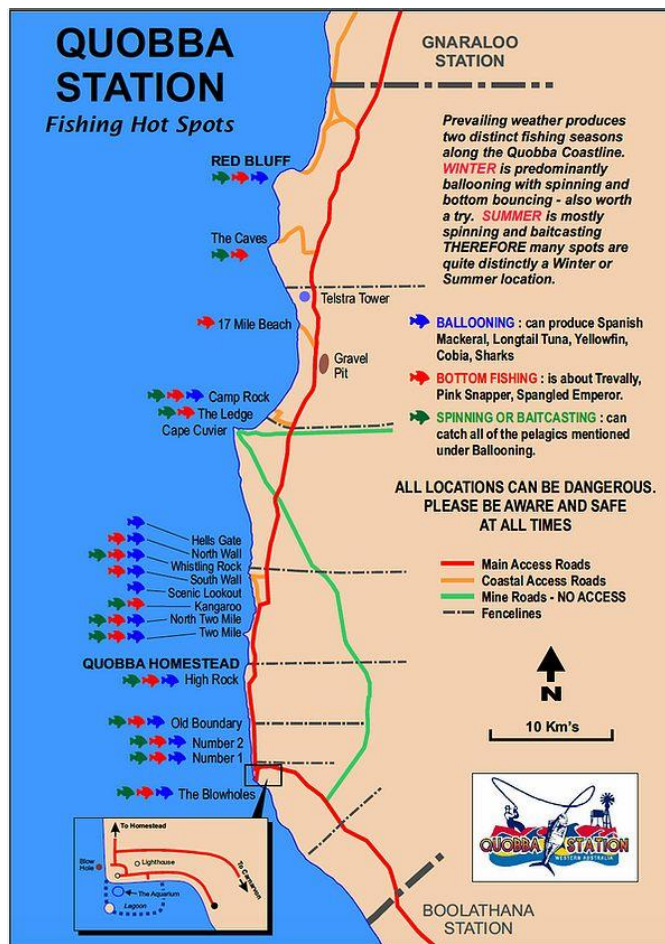 QUOBBA
STATION
Fishing Hot Spots
GNARALOO
STATION
Prevailing weather produces
two distinct fishing seasons
along the Quobba Coastline.
WINTER is predominantly
ballooning with spinning and
bottom bouncing - also worth
a try. SUMMER is mostly
spinning and baitcasting
THEREFORE many spots are
quite distinctly a Winter or
Summer location.
RED BLUFF
The Caves
Telstra Tower
17 Mile Beach
Gravel
Pit
Camp Rock
The Ledge
Cape Cuvier
BALLOONING : can produce Spanish
Mackeral, Longtail Tuna, Yellowfin,
Cobia, Sharks
BOTTOM FISHING : is about Trevally,
Pink Snapper, Spangled Emperor.
SPINNING OR BAITCASTING : can
catch all of the pelagics mentioned
under Ballooning.
ALL LOCATIONS CAN BE DANGEROUS.
PLEASE BE AWARE AND SAFE
AT ALL TIMES
Hells Gate
North Wall
Whistling Rock
South Wall
Scenic Lookout
Kangaroo
North Two Mile
Two Mile
Main Access Roads
Coastal Access Roads
Mine Roads - NO ACCESS
Fencelines
QUOBBA HOMESTEAD
High Rock
N
10 Km's
Old Boundary
Number 2
Number 1
The Blowholes
To Homestead
Lighthouse
Blow
Hole
To Carnarvon
The Aquarium
Lagoon
QUOBBA STATION
WESTERN AUSTRALIA
BOOLATHANA
STATION